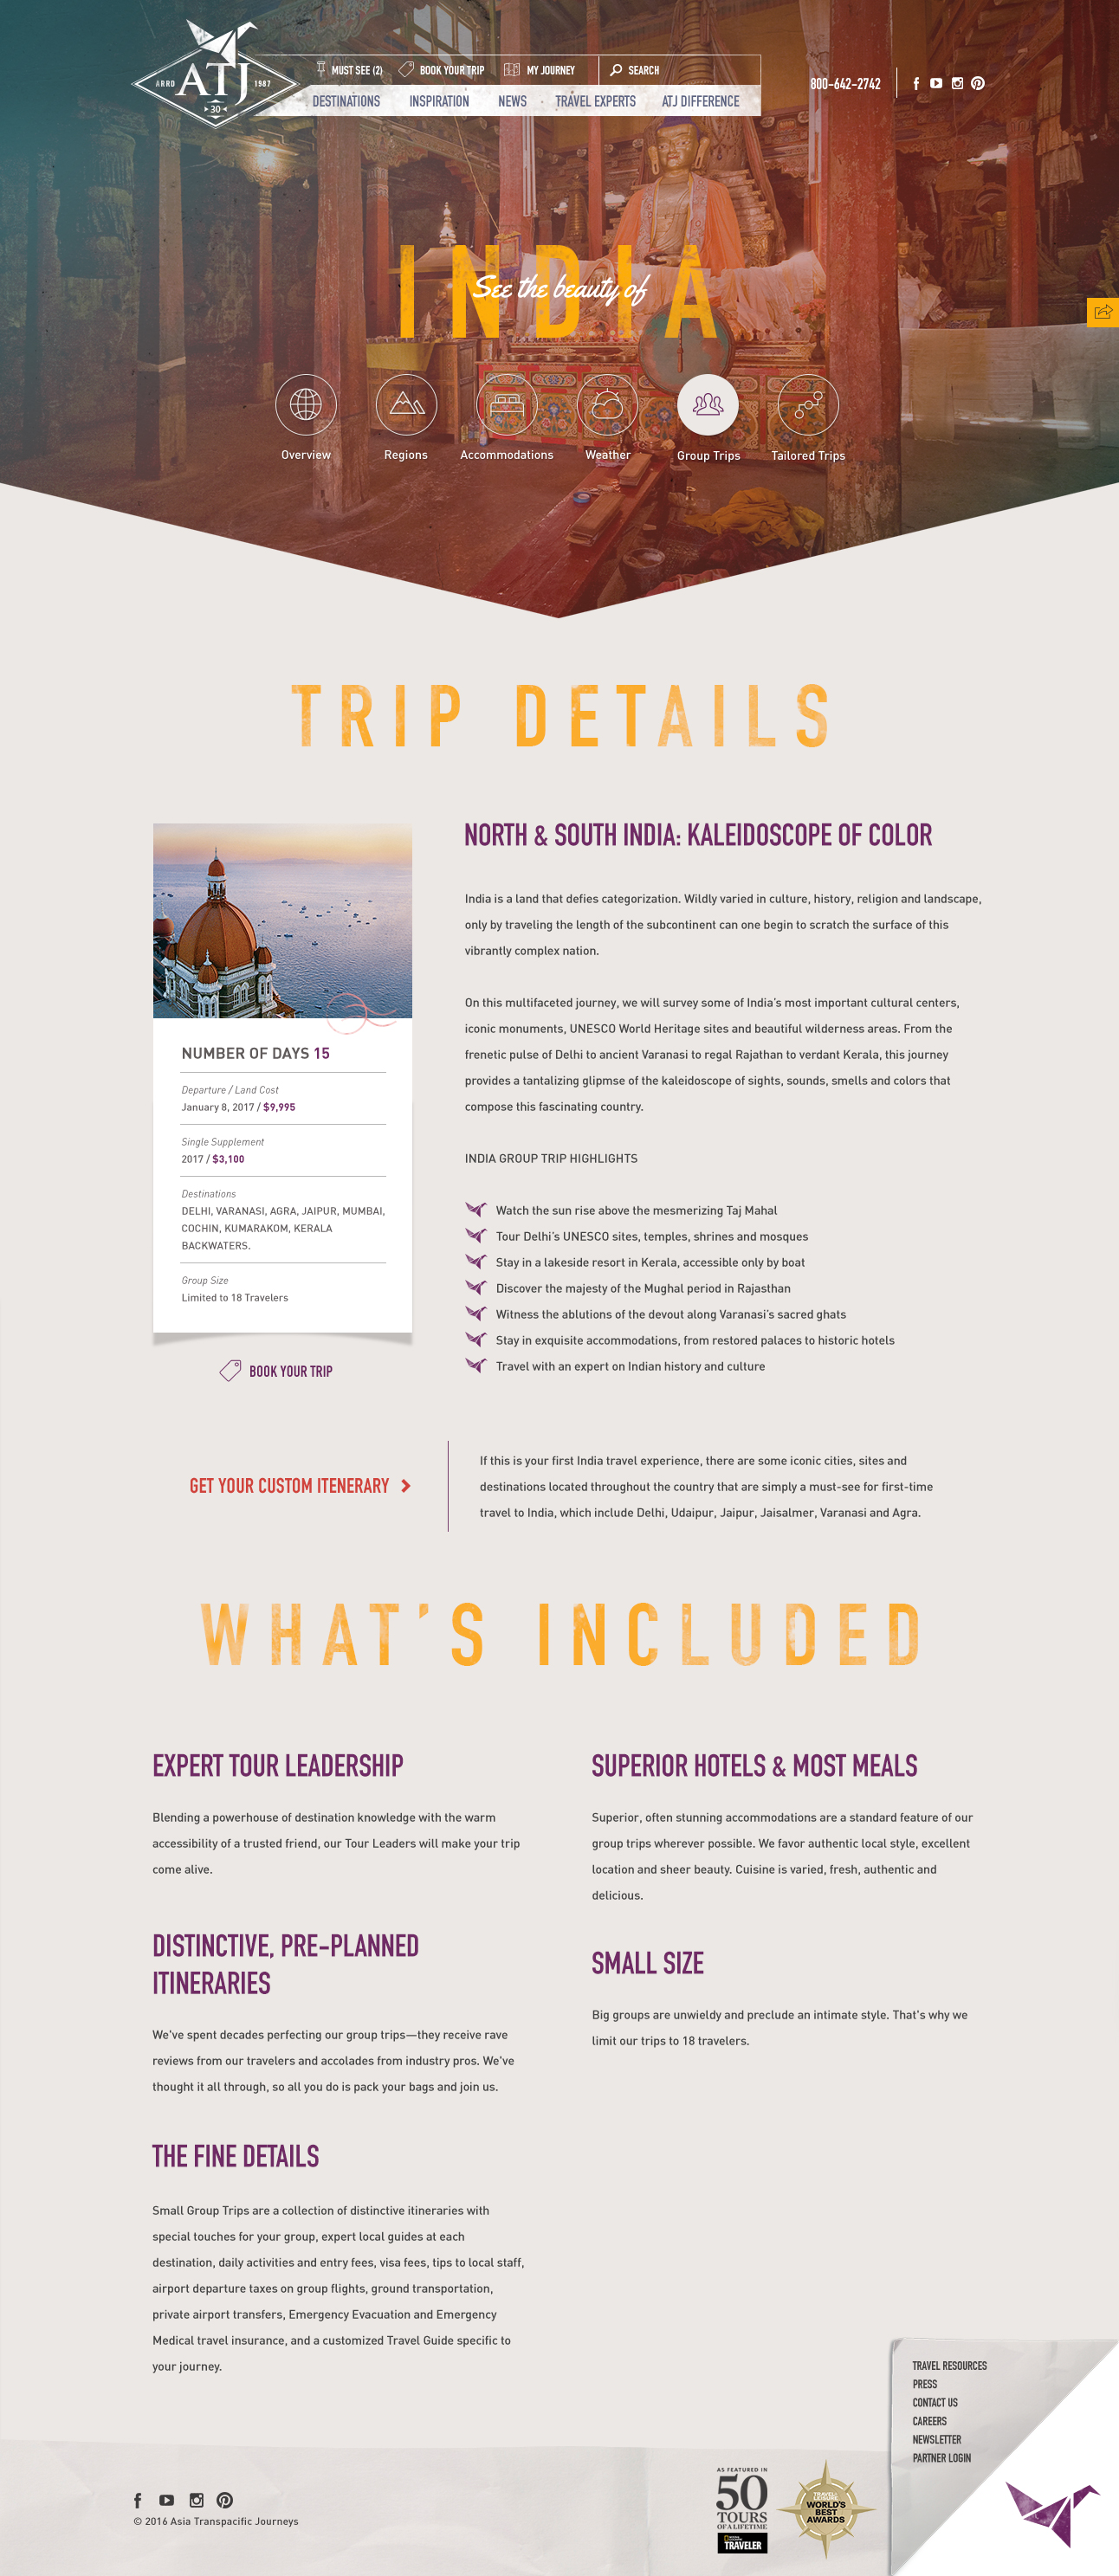 ARRD ATJ 1987
30
MUST SEE (2) BOOK YOUR TRIP MY JOURNEY SEARCH
DESTINATIONS INSPIRATION NEWS TRAVEL EXPERTS ATJ DIFFERENCE
800-642-2742
See the beauty of
INDIA
Overview Regions Accommodations Weather Group Trips Tailored Trips
TRIP DETAILS
NUMBER OF DAYS 15
Departure / Land Cost
January 8, 2017 / $9,995
Single Supplement
2017 / $3,100
Destinations
DELHI, VARANASI, AGRA, JAIPUR, MUMBAI,
COCHIN, KUMARAKOM, KERALA
BACKWATERS.
Group Size
Limited to 18 Travelers
BOOK YOUR TRIP
NORTH & SOUTH INDIA: KALEIDOSCOPE OF COLOR
India is a land that defies categorization. Wildly varied in culture, history, religion and landscape,
only by traveling the length of the subcontinent can one begin to scratch the surface of this
vibrantly complex nation.
On this multifaceted journey, we will survey some of India's most important cultural centers,
iconic monuments, UNESCO World Heritage sites and beautiful wilderness areas. From the
frenetic pulse of Delhi to ancient Varanasi to regal Rajathan to verdant Kerala, this journey
provides a tantalizing glipmse of the kaleidoscope of sights, sounds, smells and colors that
compose this fascinating country.
INDIA GROUP TRIP HIGHLIGHTS
Watch the sun rise above the mesmerizing Taj Mahal
Tour Delhi's UNESCO sites, temples, shrines and mosques
Stay in a lakeside resort in Kerala, accessible only by boat
Discover the majesty of the Mughal period in Rajasthan
Witness the ablutions of the devout along Varanasi's sacred ghats
Stay in exquisite accommodations, from restored palaces to historic hotels
Travel with an expert on Indian history and culture
GET YOUR CUSTOM ITENERARY
If this is your first India travel experience, there are some iconic cities, sites and
destinations located throughout the country that are simply a must-see for first-time
travel to India, which include Delhi, Udaipur, Jaipur, Jaisalmer, Varanasi and Agra.
WHAT'S INCLUDED
EXPERT TOUR LEADERSHIP
Blending a powerhouse of destination knowledge with the warm
accessibility of a trusted friend, our Tour Leaders will make your trip
come alive.
DISTINCTIVE, PRE-PLANNED
ITINERARIES
We've spent decades perfecting our group trips—they receive rave
reviews from our travelers and accolades from industry pros. We've
thought it all through, so all you do is pack your bags and join us.
THE FINE DETAILS
Small Group Trips are a collection of distinctive itineraries with
special touches for your group, expert local guides at each
destination, daily activities and entry fees, visa fees, tips to local staff,
airport departure taxes on group flights, ground transportation,
private airport transfers, Emergency Evacuation and Emergency
Medical travel insurance, and a customized Travel Guide specific to
your journey.
SUPERIOR HOTELS & MOST MEALS
Superior, often stunning accommodations are a standard feature of our
group trips wherever possible. We favor authentic local style, excellent
location and sheer beauty. Cuisine is varied, fresh, authentic and
delicious.
SMALL SIZE
Big groups are unwieldy and preclude an intimate style. That's why we
limit our trips to 18 travelers.
TRAVEL RESOURCES
PRESS
CONTACT US
CAREERS
NEWSLETTER
PARTNER LOGIN
© 2016 Asia Transpacific Journeys
AS FEATURED IN
50
TOURS
OF A LIFETIME
TRAVELER
TRAVEL+
LEISURE
WORLD'S
BEST
AWARDS